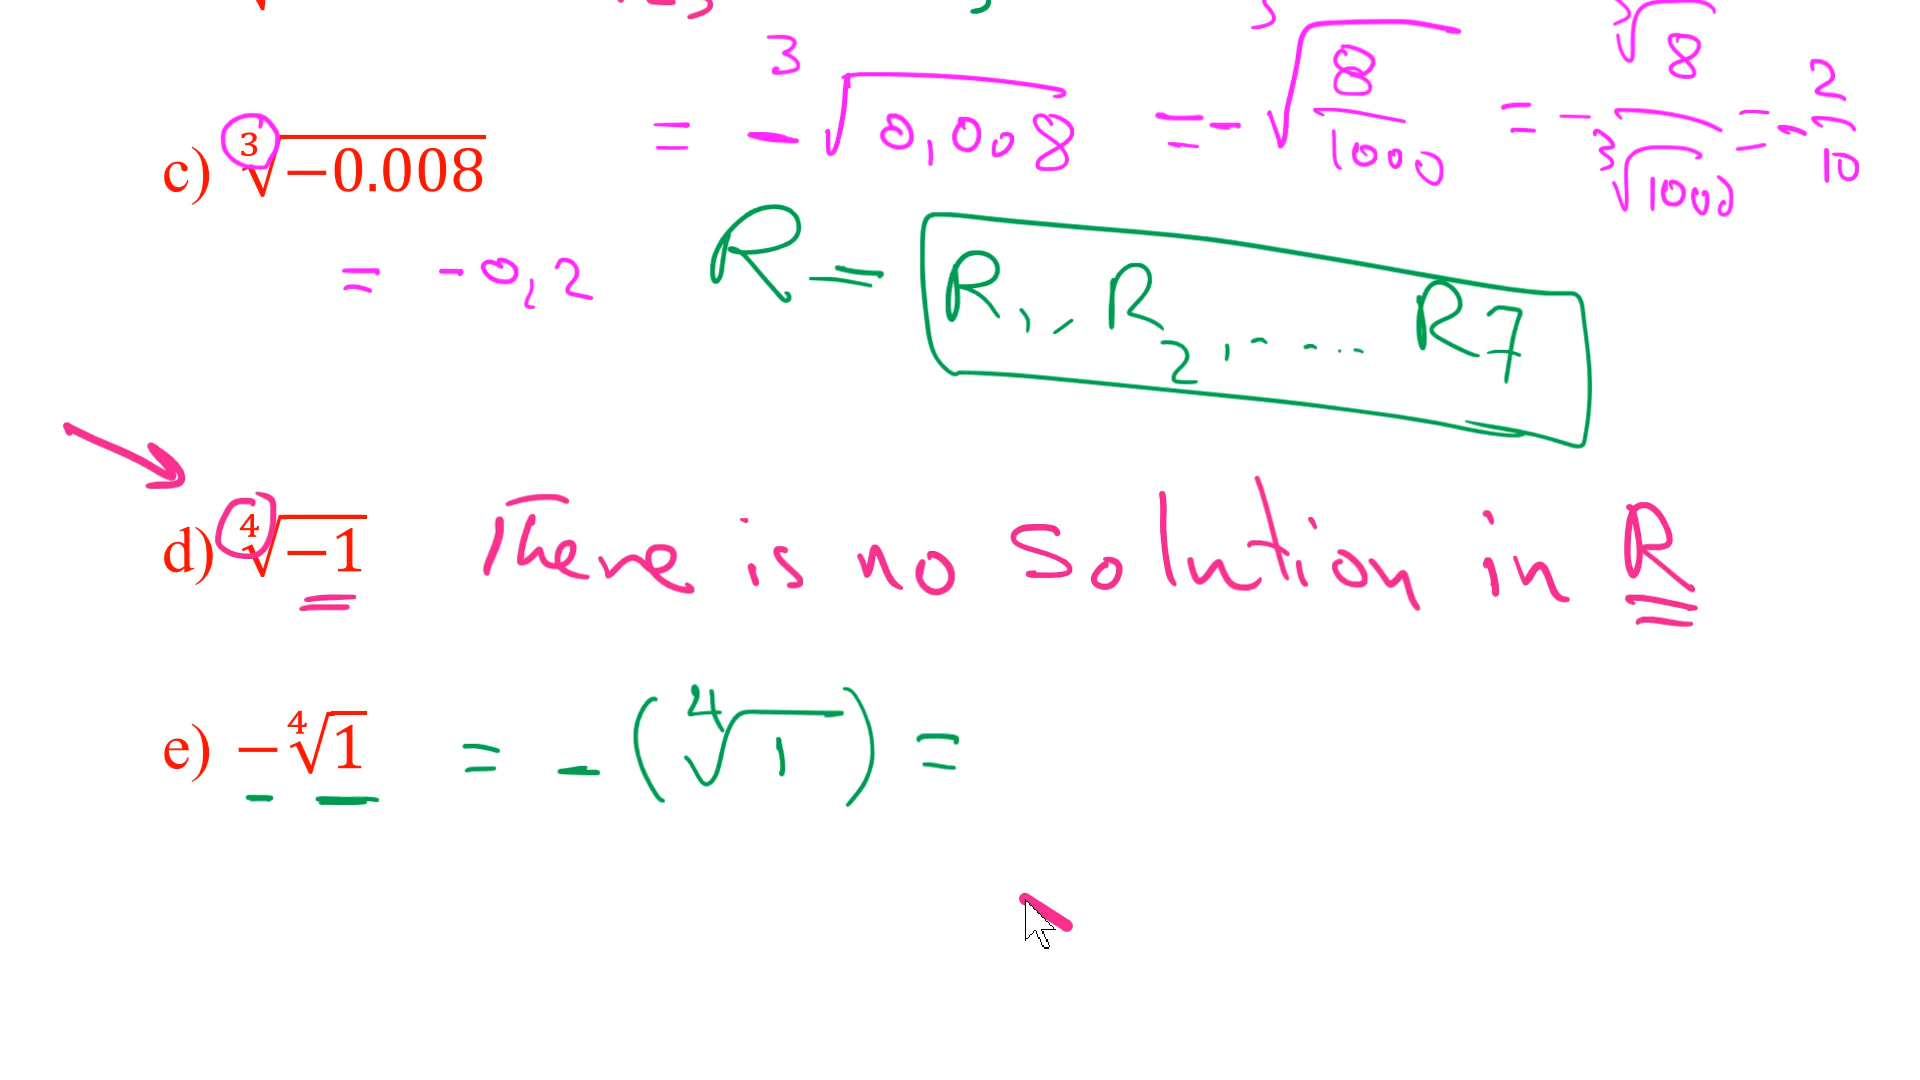 c) ∛−0.008 = − ∛0,008 = − ∛(8/1000) = − ∛8/∛1000 = − 2/10
= − 0,2 R = R1, R2, .... R7
d) ∜−1 There is no Solution in R
e) −∜1 = − (∜1) =